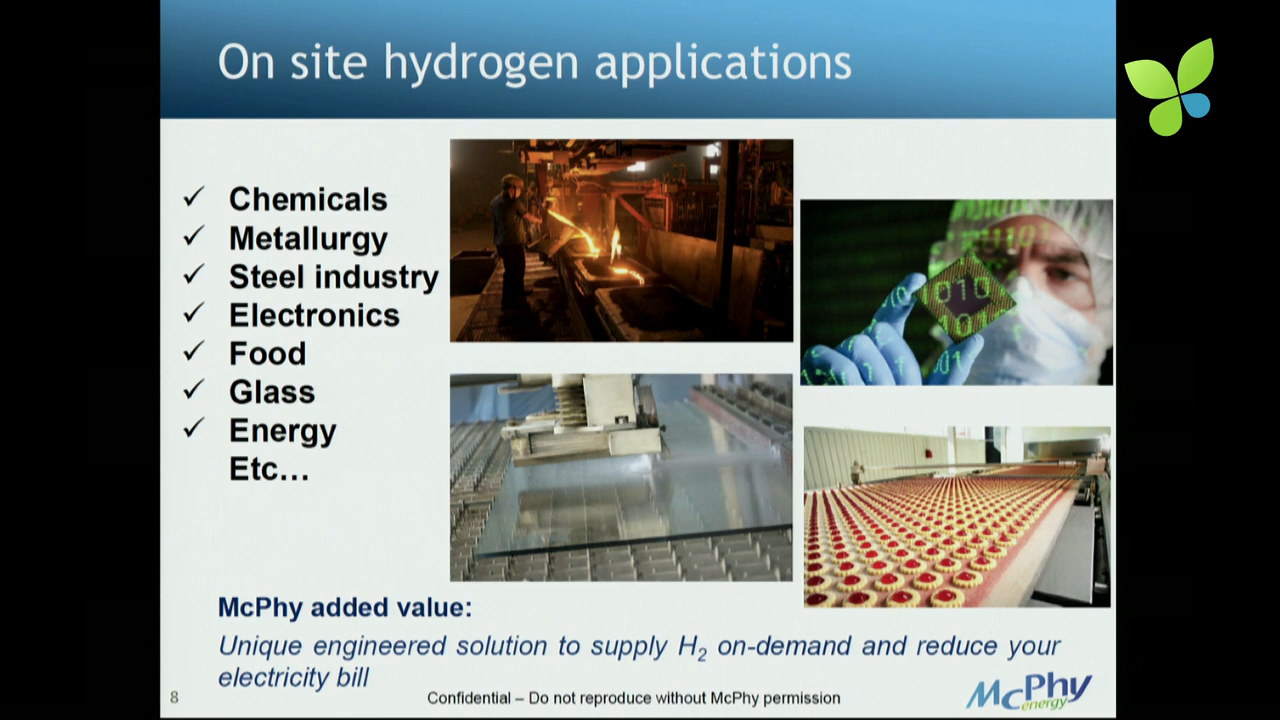 On site hydrogen applications
✓ Chemicals
✓ Metallurgy
✓ Steel industry
✓ Electronics
✓ Food
✓ Glass
✓ Energy
Etc…
010
101
McPhy added value:
Unique engineered solution to supply H₂ on-demand and reduce your
electricity bill
8
Confidential – Do not reproduce without McPhy permission
McPhy
energy